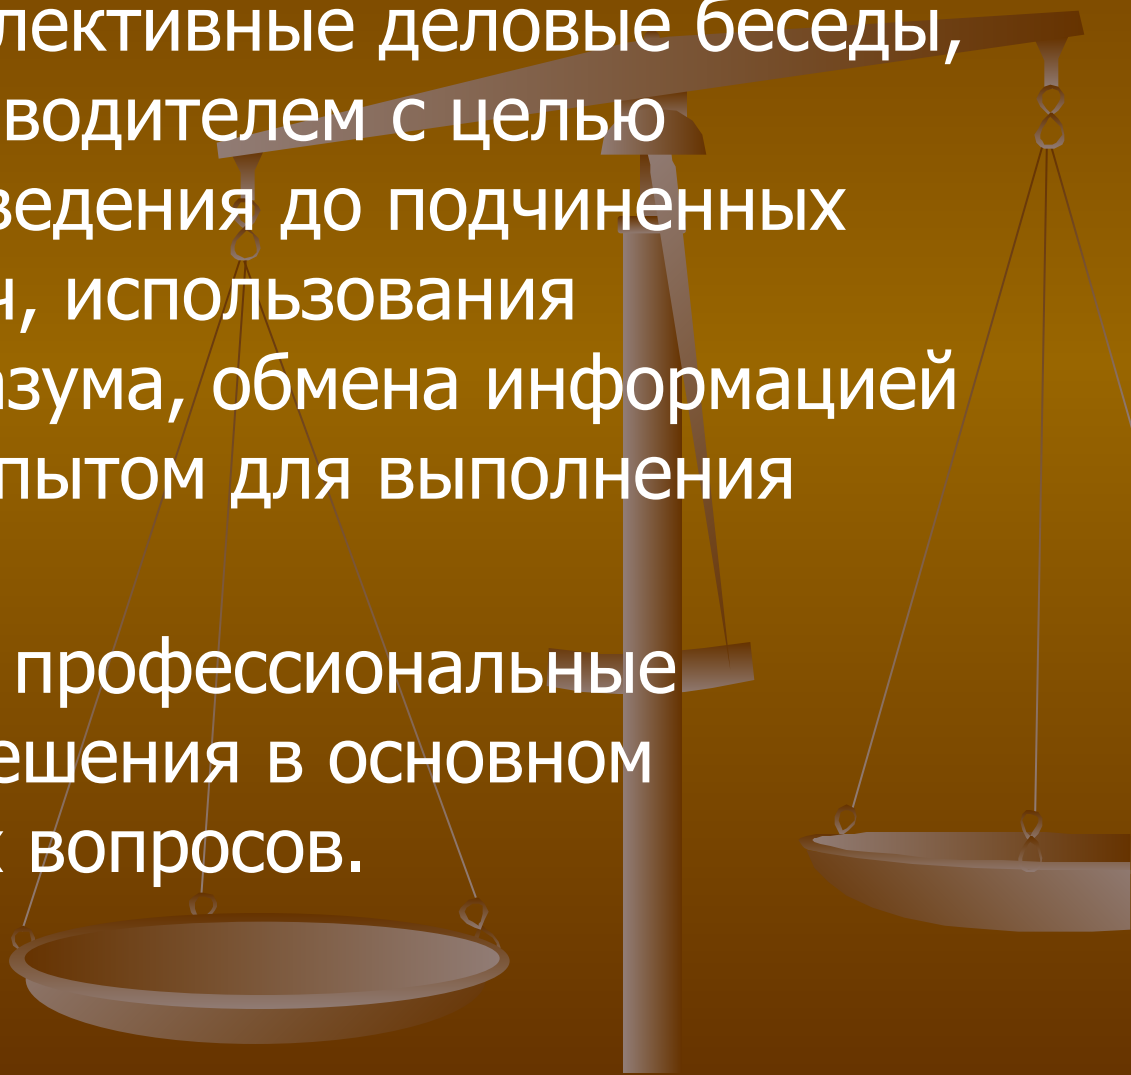 лективные деловые беседы,
водителем с целью
ведения до подчиненных
ч, использования
азума, обмена информацией
пытом для выполнения
профессиональные
ешения в основном
х вопросов.